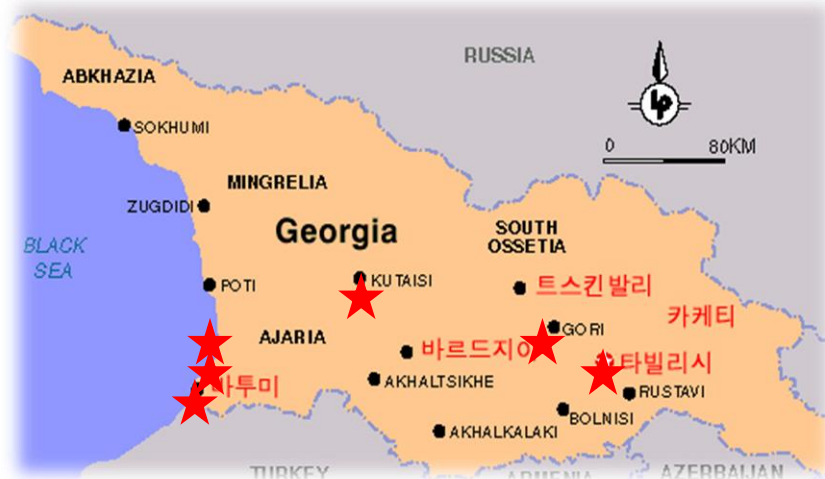 RUSSIA
ABKHAZIA
lp
SOKHUMI
0 80KM
MINGRELIA
ZUGDIDI
Georgia
SOUTH
OSSETIA
BLACK
SEA
POTI
KUTAISI
트스킨발리
카케티
GORI
AJARIA
바르드지아
타빌리시
AKHALTSIKHE
바투미
RUSTAVI
BOLNISI
AKHALKALAKI
TURKEY
ARMENIA
AZERBAIJAN